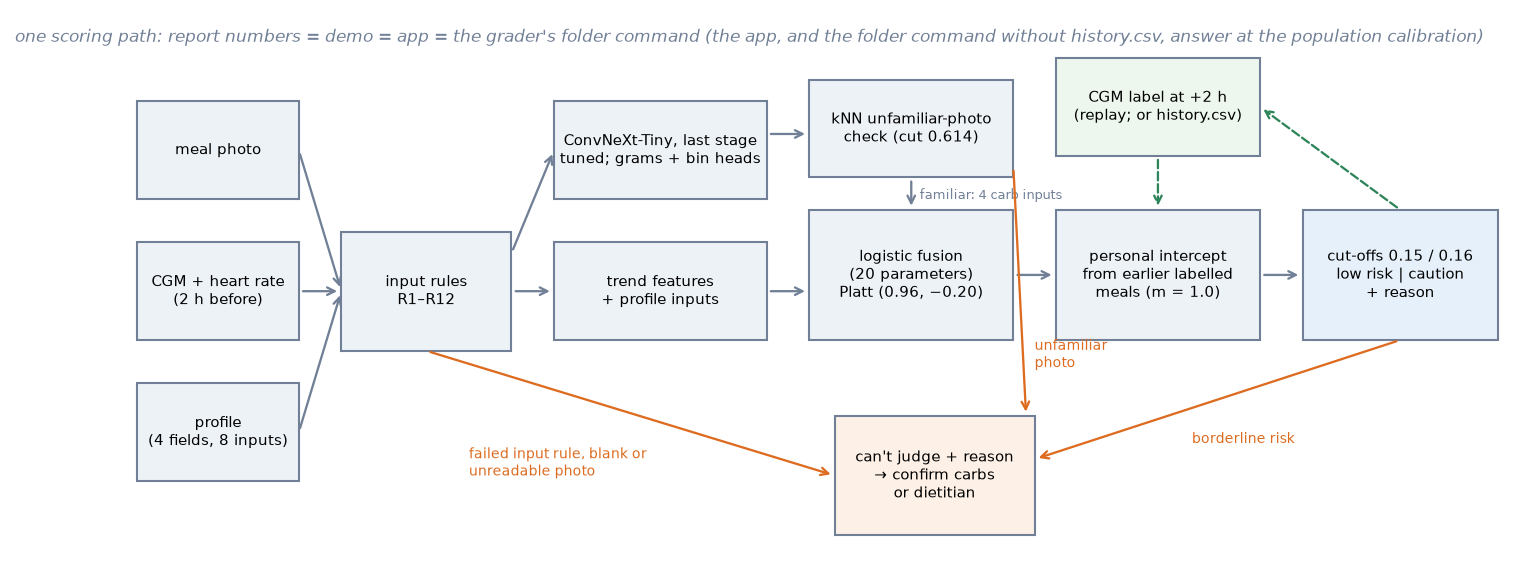 one scoring path: report numbers = demo = app = the grader's folder command (the app, and the folder command without history.csv, answer at the population calibration)
meal photo
CGM + heart rate
(2 h before)
profile
(4 fields, 8 inputs)
input rules
R1–R12
ConvNeXt-Tiny, last stage
tuned; grams + bin heads
trend features
+ profile inputs
kNN unfamiliar-photo
check (cut 0.614)
familiar: 4 carb inputs
logistic fusion
(20 parameters)
Platt (0.96, −0.20)
CGM label at +2 h
(replay; or history.csv)
personal intercept
from earlier labelled
meals (m = 1.0)
cut-offs 0.15 / 0.16
low risk | caution
+ reason
unfamiliar
photo
failed input rule, blank or
unreadable photo
can't judge + reason
→ confirm carbs
or dietitian
borderline risk